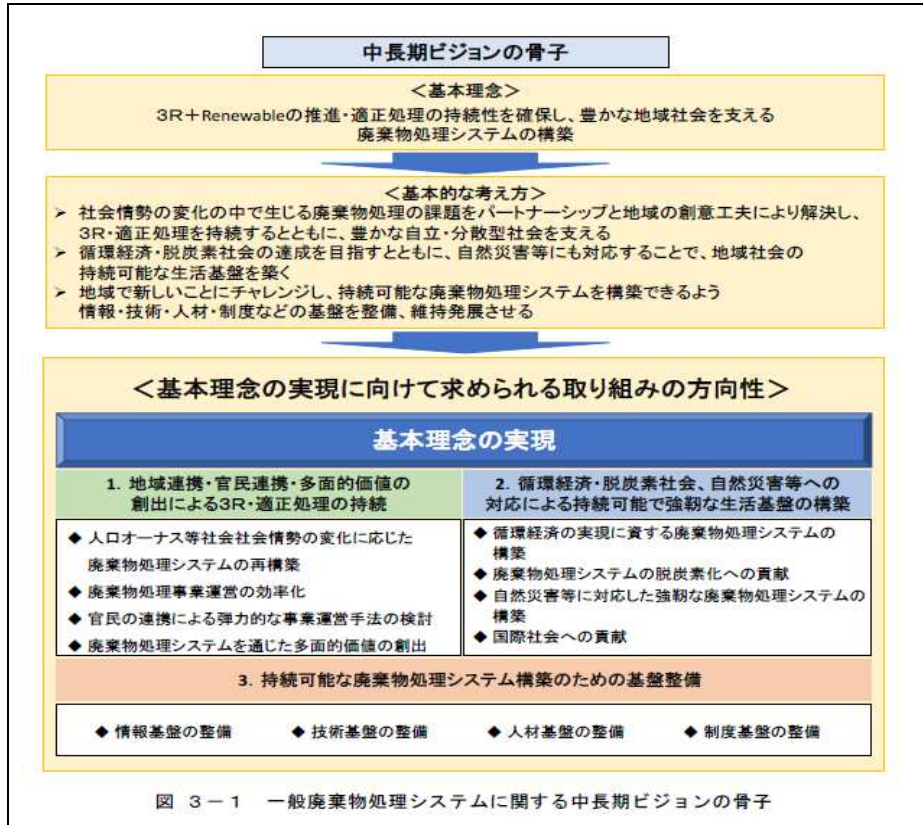 中長期ビジョンの骨子
＜基本理念＞
3R＋Renewableの推進・適正処理の持続性を確保し、豊かな地域社会を支える
廃棄物処理システムの構築
＜基本的な考え方＞
➢ 社会情勢の変化の中で生じる廃棄物処理の課題をパートナーシップと地域の創意工夫により解決し、
3R・適正処理を持続するとともに、豊かな自立・分散型社会を支える
➢ 循環経済・脱炭素社会の達成を目指すとともに、自然災害等にも対応することで、地域社会の
持続可能な生活基盤を築く
➢ 地域で新しいことにチャレンジし、持続可能な廃棄物処理システムを構築できるよう
情報・技術・人材・制度などの基盤を整備、維持発展させる
＜基本理念の実現に向けて求められる取り組みの方向性＞
基本理念の実現
1．地域連携・官民連携・多面的価値の
創出による3R・適正処理の持続
◆ 人口オーナス等社会社会情勢の変化に応じた
廃棄物処理システムの再構築
◆ 廃棄物処理事業運営の効率化
◆ 官民の連携による弾力的な事業運営手法の検討
◆ 廃棄物処理システムを通じた多面的価値の創出
2．循環経済・脱炭素社会、自然災害等への
対応による持続可能で強靭な生活基盤の構築
◆ 循環経済の実現に資する廃棄物処理システムの
構築
◆ 廃棄物処理システムの脱炭素化への貢献
◆ 自然災害等に対応した強靭な廃棄物処理システムの
構築
◆ 国際社会への貢献
3．持続可能な廃棄物処理システム構築のための基盤整備
◆ 情報基盤の整備 ◆ 技術基盤の整備 ◆ 人材基盤の整備 ◆ 制度基盤の整備
図 3－1 一般廃棄物処理システムに関する中長期ビジョンの骨子